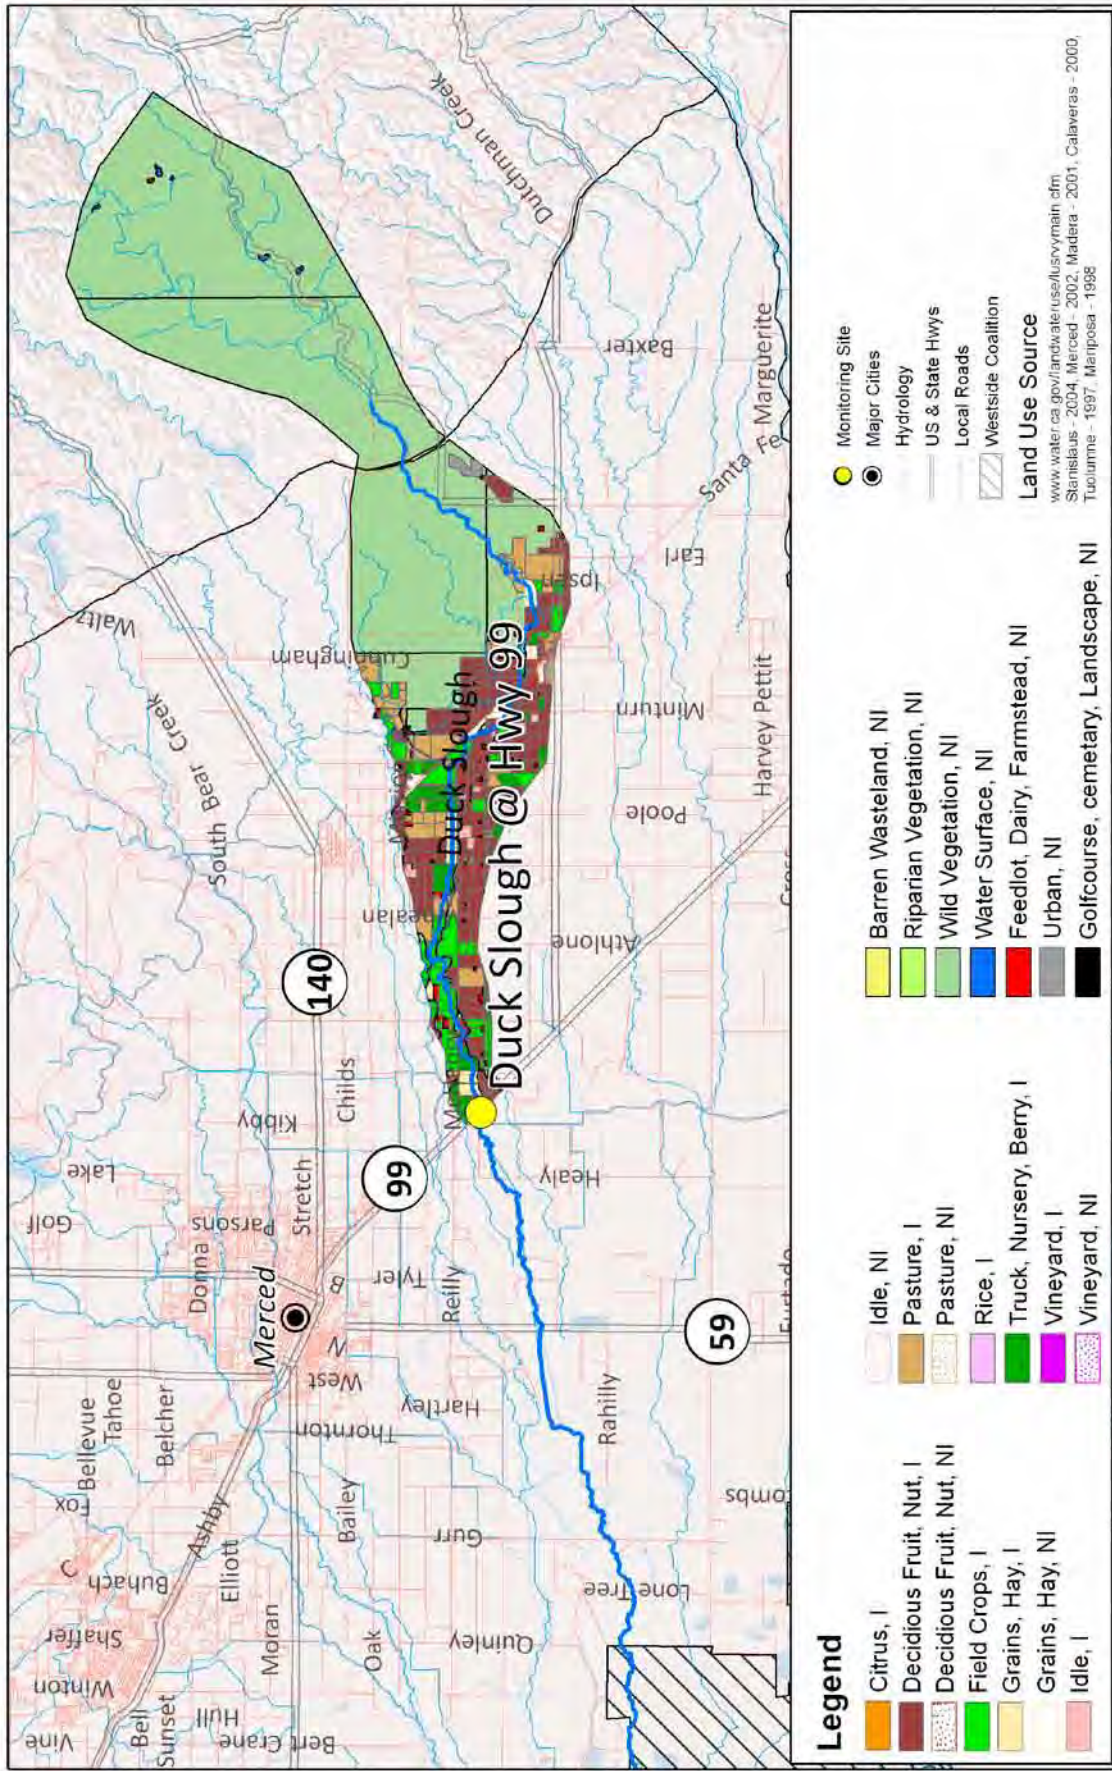 Waltz
South Bear Creek
Dutchman Creek
Baxter
Marguerite
Santa Fe
Earl
Ipsen
Cunningham
Minturn
Harvey Pettit
Poole
Athlone
Duck Slough
Duck Slough @ Hwy 99
140
Childs
Kibby
Lake
Golf
Parsons
Stretch
99
Healy
Donna
Merced
B
Tyler
Reilly
59
N
West
Bellevue
Tahoe
Belcher
Thornton
Hartley
Rahilly
Fox
Ashby
Bailey
Gurr
Buhach
Elliott
C
Lone Tree
Shaffer
Moran
Oak
Quinley
Winton
Bell
Sunset
Hull
Bert Crane
Vine
Legend
Citrus, I
Decidious Fruit, Nut, I
Decidious Fruit, Nut, NI
Field Crops, I
Grains, Hay, I
Grains, Hay, NI
Idle, I
Idle, NI
Pasture, I
Pasture, NI
Rice, I
Truck, Nursery, Berry, I
Vineyard, I
Vineyard, NI
Barren Wasteland, NI
Riparian Vegetation, NI
Wild Vegetation, NI
Water Surface, NI
Feedlot, Dairy, Farmstead, NI
Urban, NI
Golfcourse, cemetary, Landscape, NI
Monitoring Site
Major Cities
Hydrology
US & State Hwys
Local Roads
Westside Coalition
Land Use Source
www.water.ca.gov/landwateruse/lusrvymain.cfm
Stanislaus - 2004, Merced - 2002, Madera - 2001, Calaveras - 2000,
Tuolumne - 1997, Mariposa - 1998